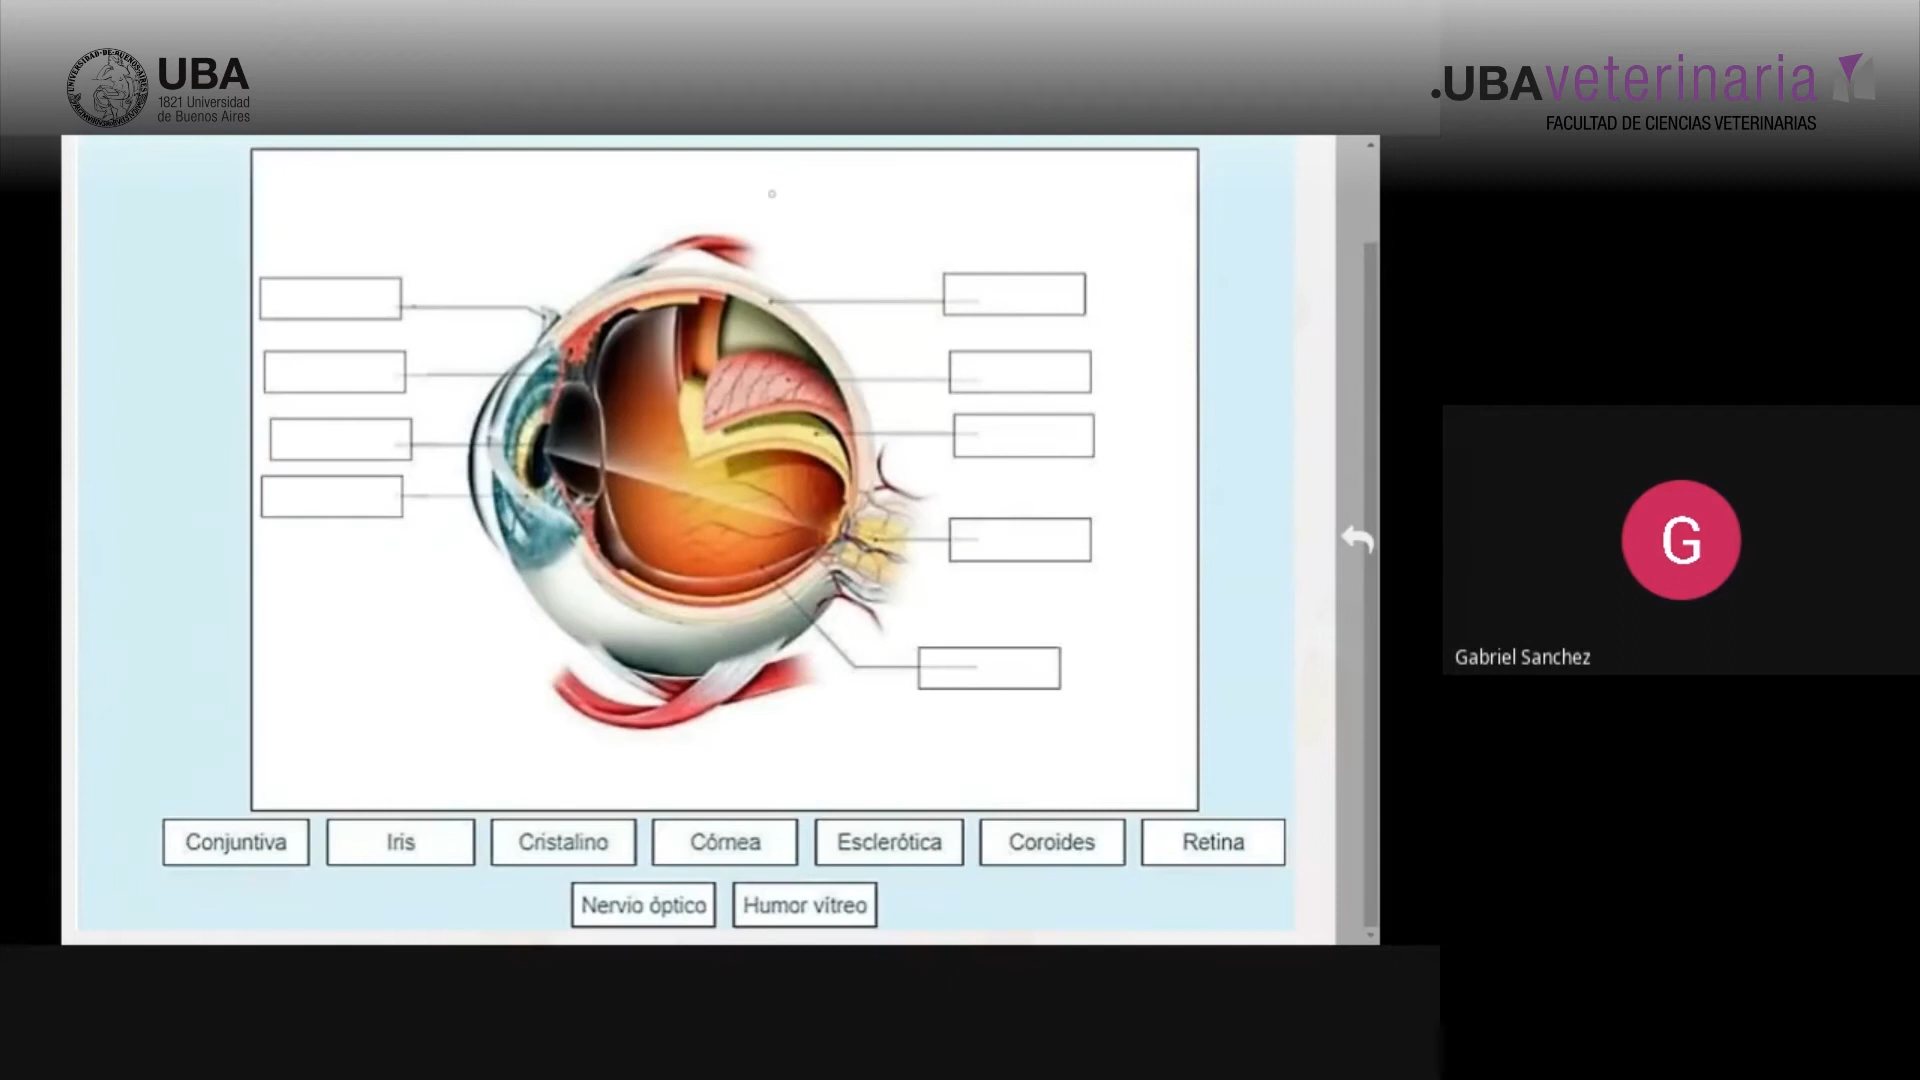 UBA
1821 Universidad
de Buenos Aires
.UBAveterinaria
FACULTAD DE CIENCIAS VETERINARIAS
Conjuntiva
Iris
Cristalino
Córnea
Esclerótica
Coroides
Retina
Nervio óptico
Humor vítreo
G
Gabriel Sanchez